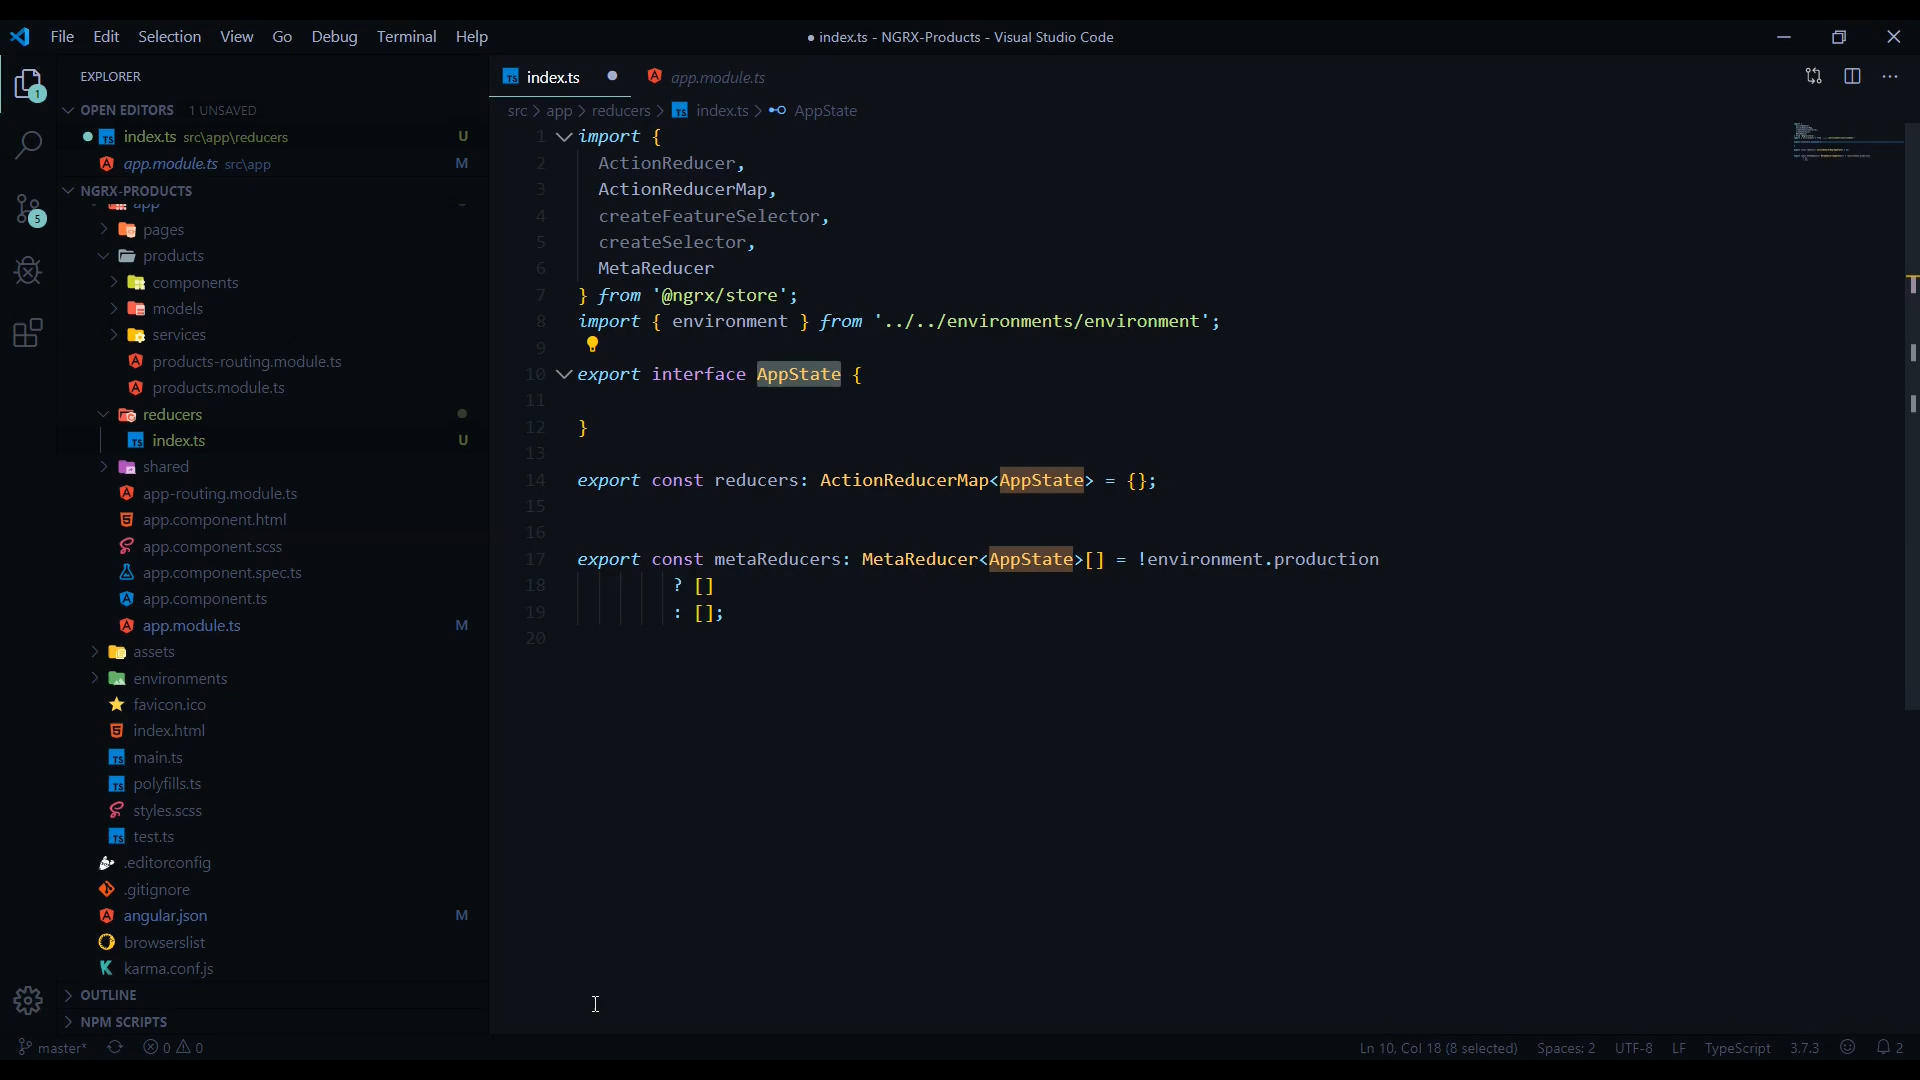 File Edit Selection View Go Debug Terminal Help
● index.ts - NGRX-Products - Visual Studio Code
EXPLORER
OPEN EDITORS 1 UNSAVED
index.ts src\app\reducers U
app.module.ts src\app M
NGRX-PRODUCTS
app
pages
products
components
models
services
products-routing.module.ts
products.module.ts
reducers
index.ts U
shared
app-routing.module.ts
app.component.html
app.component.scss
app.component.spec.ts
app.component.ts
app.module.ts M
assets
environments
favicon.ico
index.html
main.ts
polyfills.ts
styles.scss
test.ts
.editorconfig
.gitignore
angular.json M
browserslist
karma.conf.js
OUTLINE
NPM SCRIPTS
1
5
index.ts
app.module.ts
src > app > reducers > index.ts > AppState
1 import {
2 ActionReducer,
3 ActionReducerMap,
4 createFeatureSelector,
5 createSelector,
6 MetaReducer
7 } from '@ngrx/store';
8 import { environment } from '../../environments/environment';
9
10 export interface AppState {
11
12 }
13
14 export const reducers: ActionReducerMap<AppState> = {};
15
16
17 export const metaReducers: MetaReducer<AppState>[] = !environment.production
18 ? []
19 : [];
20
master* 0 0
Ln 10, Col 18 (8 selected) Spaces: 2 UTF-8 LF TypeScript 3.7.3 2